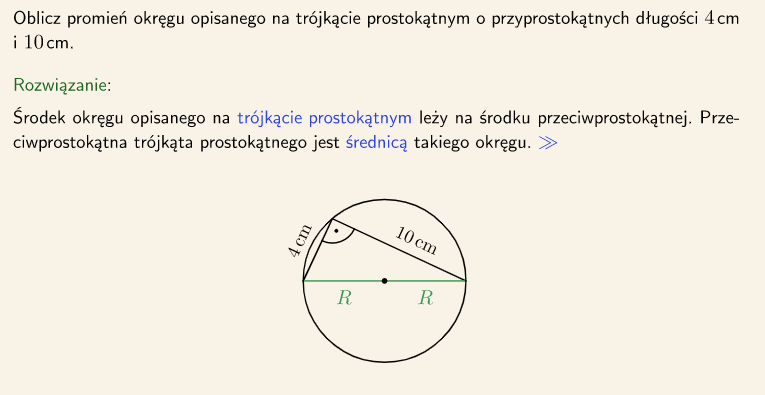 Oblicz promień okręgu opisanego na trójkącie prostokątnym o przyprostokątnych długości 4 cm
i 10 cm.
Rozwiązanie:
Środek okręgu opisanego na trójkącie prostokątnym leży na środku przeciwprostokątnej. Prze-
ciwprostokątna trójkąta prostokątnego jest średnicą takiego okręgu. ≫
4 cm
10 cm
R
R